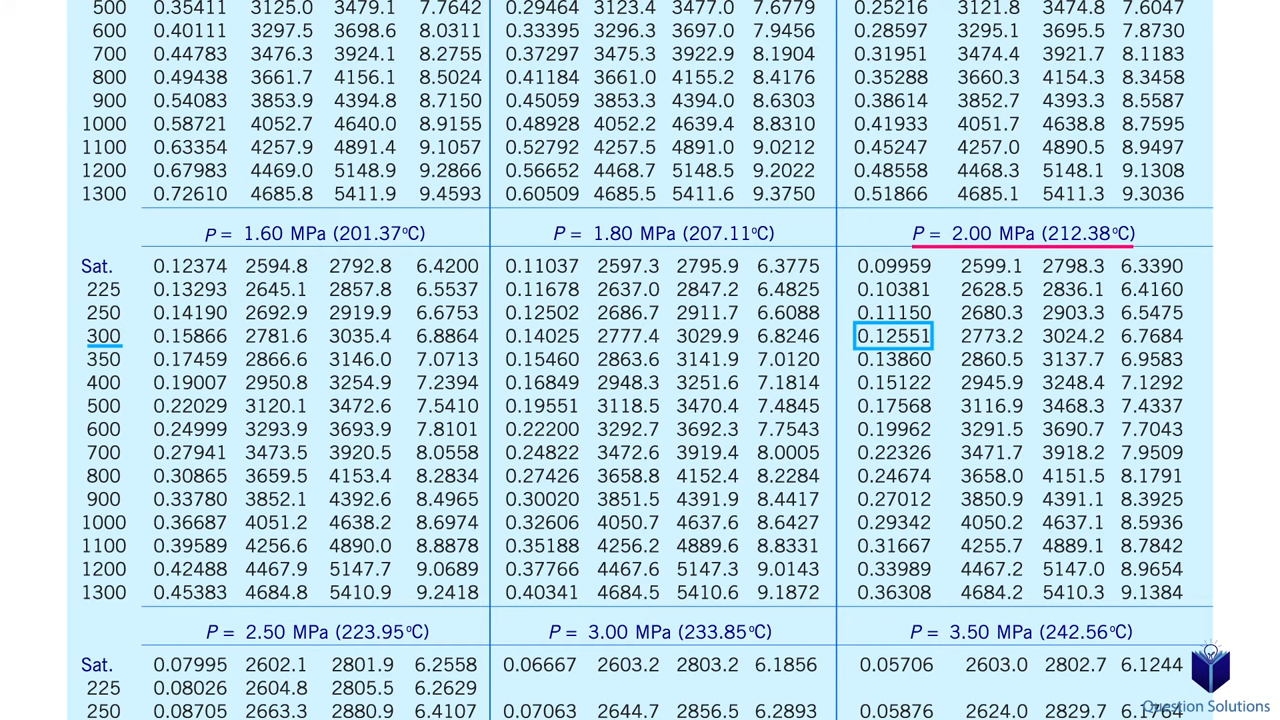 500 0.35411 3125.0 3479.1 7.7642 0.29464 3123.4 3477.0 7.6779 0.25216 3121.8 3474.8 7.6047
600 0.40111 3297.5 3698.6 8.0311 0.33395 3296.3 3697.0 7.9456 0.28597 3295.1 3695.5 7.8730
700 0.44783 3476.3 3924.1 8.2755 0.37297 3475.3 3922.9 8.1904 0.31951 3474.4 3921.7 8.1183
800 0.49438 3661.7 4156.1 8.5024 0.41184 3661.0 4155.2 8.4176 0.35288 3660.3 4154.3 8.3458
900 0.54083 3853.9 4394.8 8.7150 0.45059 3853.3 4394.0 8.6303 0.38614 3852.7 4393.3 8.5587
1000 0.58721 4052.7 4640.0 8.9155 0.48928 4052.2 4639.4 8.8310 0.41933 4051.7 4638.8 8.7595
1100 0.63354 4257.9 4891.4 9.1057 0.52792 4257.5 4891.0 9.0212 0.45247 4257.0 4890.5 8.9497
1200 0.67983 4469.0 5148.9 9.2866 0.56652 4468.7 5148.5 9.2022 0.48558 4468.3 5148.1 9.1308
1300 0.72610 4685.8 5411.9 9.4593 0.60509 4685.5 5411.6 9.3750 0.51866 4685.1 5411.3 9.3036
P = 1.60 MPa (201.37°C) P = 1.80 MPa (207.11°C) P = 2.00 MPa (212.38°C)
Sat. 0.12374 2594.8 2792.8 6.4200 0.11037 2597.3 2795.9 6.3775 0.09959 2599.1 2798.3 6.3390
225 0.13293 2645.1 2857.8 6.5537 0.11678 2637.0 2847.2 6.4825 0.10381 2628.5 2836.1 6.4160
250 0.14190 2692.9 2919.9 6.6753 0.12502 2686.7 2911.7 6.6088 0.11150 2680.3 2903.3 6.5475
300 0.15866 2781.6 3035.4 6.8864 0.14025 2777.4 3029.9 6.8246 0.12551 2773.2 3024.2 6.7684
350 0.17459 2866.6 3146.0 7.0713 0.15460 2863.6 3141.9 7.0120 0.13860 2860.5 3137.7 6.9583
400 0.19007 2950.8 3254.9 7.2394 0.16849 2948.3 3251.6 7.1814 0.15122 2945.9 3248.4 7.1292
500 0.22029 3120.1 3472.6 7.5410 0.19551 3118.5 3470.4 7.4845 0.17568 3116.9 3468.3 7.4337
600 0.24999 3293.9 3693.9 7.8101 0.22200 3292.7 3692.3 7.7543 0.19962 3291.5 3690.7 7.7043
700 0.27941 3473.5 3920.5 8.0558 0.24822 3472.6 3919.4 8.0005 0.22326 3471.7 3918.2 7.9509
800 0.30865 3659.5 4153.4 8.2834 0.27426 3658.8 4152.4 8.2284 0.24674 3658.0 4151.5 8.1791
900 0.33780 3852.1 4392.6 8.4965 0.30020 3851.5 4391.9 8.4417 0.27012 3850.9 4391.1 8.3925
1000 0.36687 4051.2 4638.2 8.6974 0.32606 4050.7 4637.6 8.6427 0.29342 4050.2 4637.1 8.5936
1100 0.39589 4256.6 4890.0 8.8878 0.35188 4256.2 4889.6 8.8331 0.31667 4255.7 4889.1 8.7842
1200 0.42488 4467.9 5147.7 9.0689 0.37766 4467.6 5147.3 9.0143 0.33989 4467.2 5147.0 8.9654
1300 0.45383 4684.8 5410.9 9.2418 0.40341 4684.5 5410.6 9.1872 0.36308 4684.2 5410.3 9.1384
P = 2.50 MPa (223.95°C) P = 3.00 MPa (233.85°C) P = 3.50 MPa (242.56°C)
Sat. 0.07995 2602.1 2801.9 6.2558 0.06667 2603.2 2803.2 6.1856 0.05706 2603.0 2802.7 6.1244
225 0.08026 2604.8 2805.5 6.2629
250 0.08705 2663.3 2880.9 6.4107 0.07063 2644.7 2856.5 6.2893 0.05876 2624.0 2829.7
Question Solutions